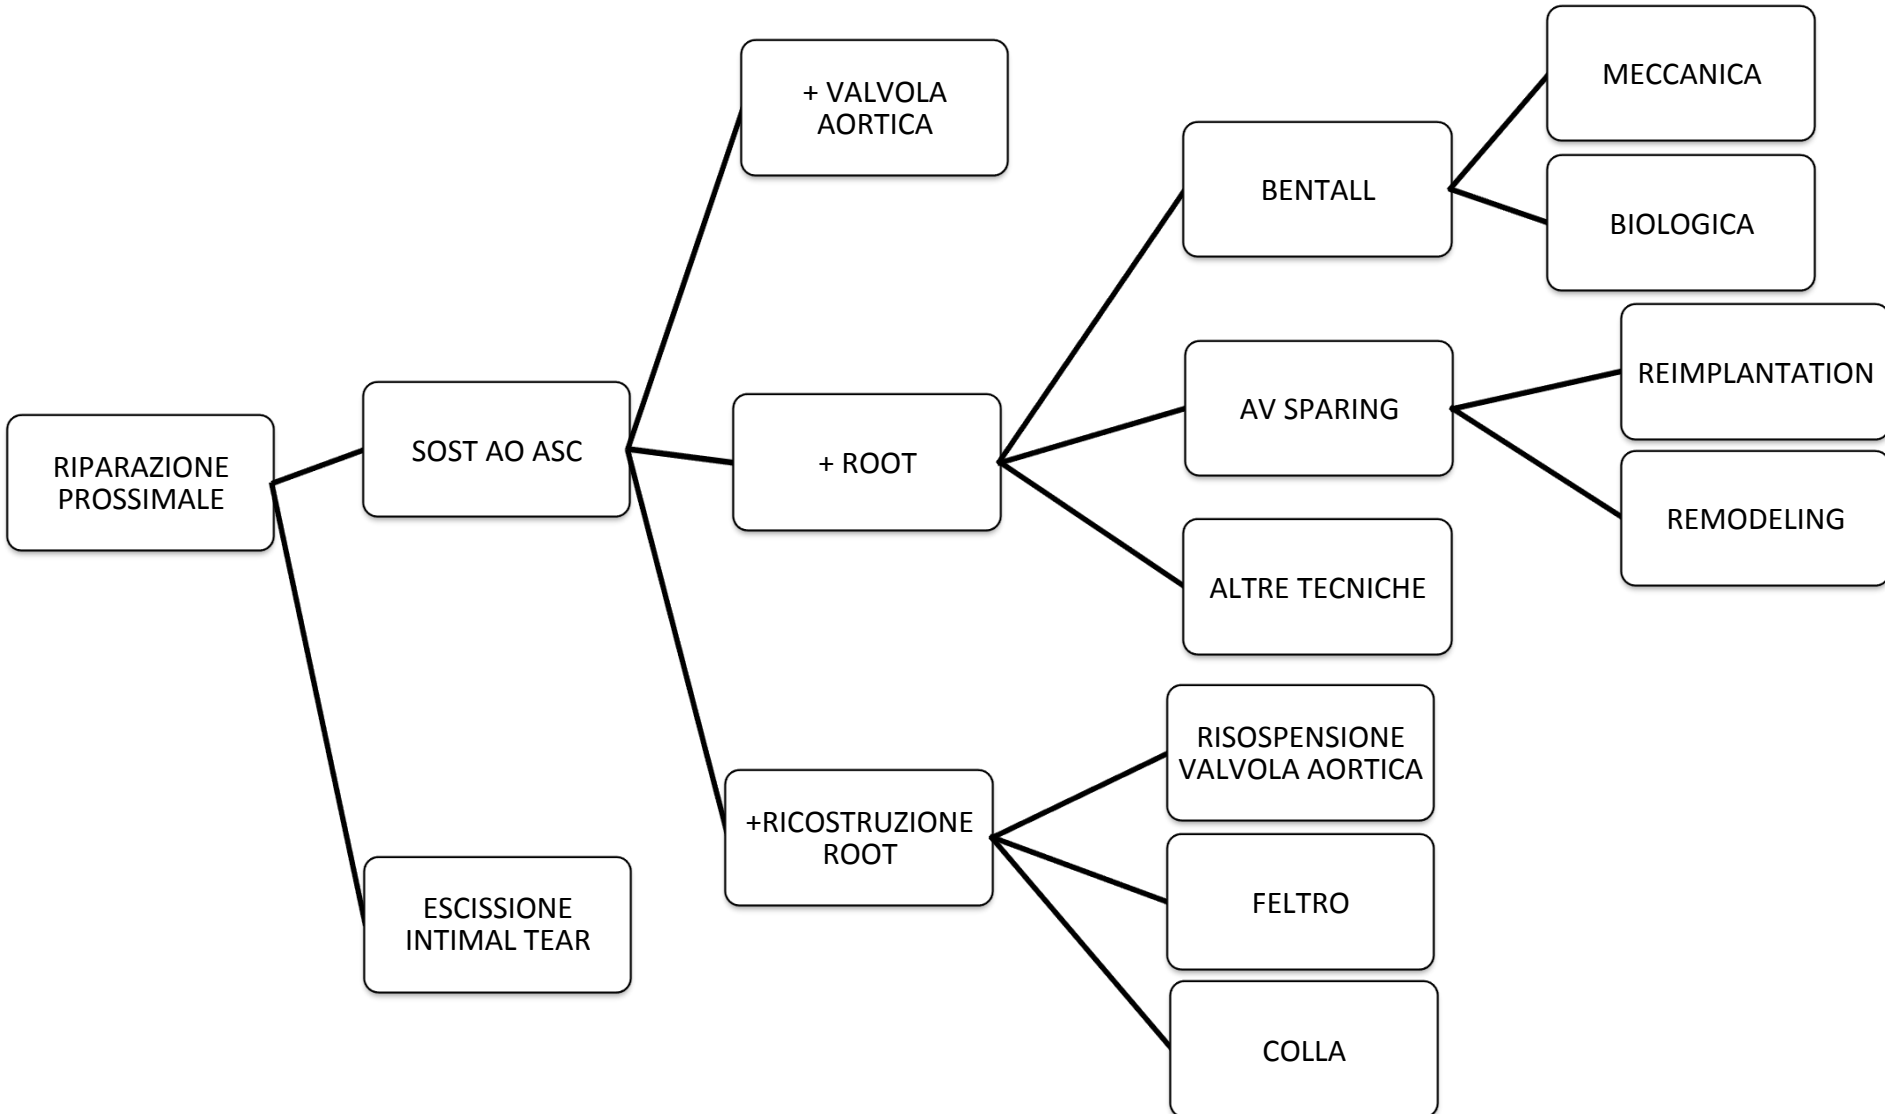 RIPARAZIONE
PROSSIMALE
SOST AO ASC
ESCISSIONE
INTIMAL TEAR
+ VALVOLA
AORTICA
+ ROOT
+RICOSTRUZIONE
ROOT
BENTALL
AV SPARING
ALTRE TECNICHE
RISOSPENSIONE
VALVOLA AORTICA
FELTRO
COLLA
MECCANICA
BIOLOGICA
REIMPLANTATION
REMODELING